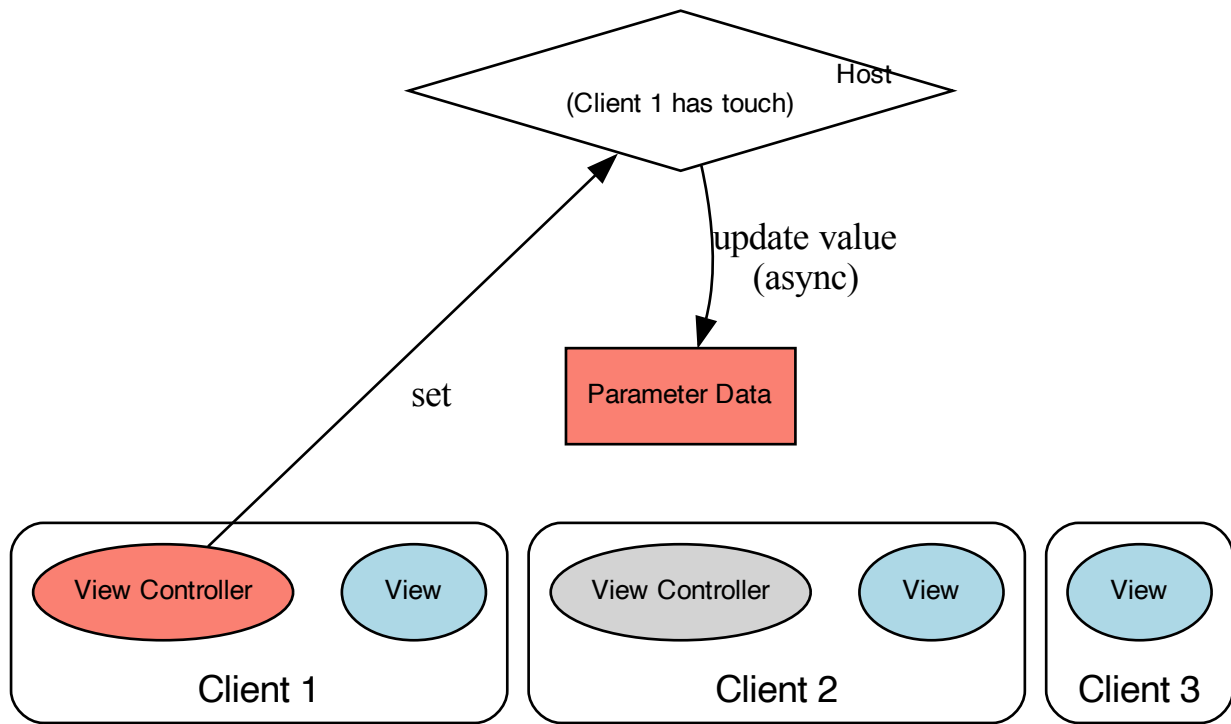 Host
(Client 1 has touch)
update value
(async)
set
Parameter Data
View Controller
View
View Controller
View
View
Client 1
Client 2
Client 3